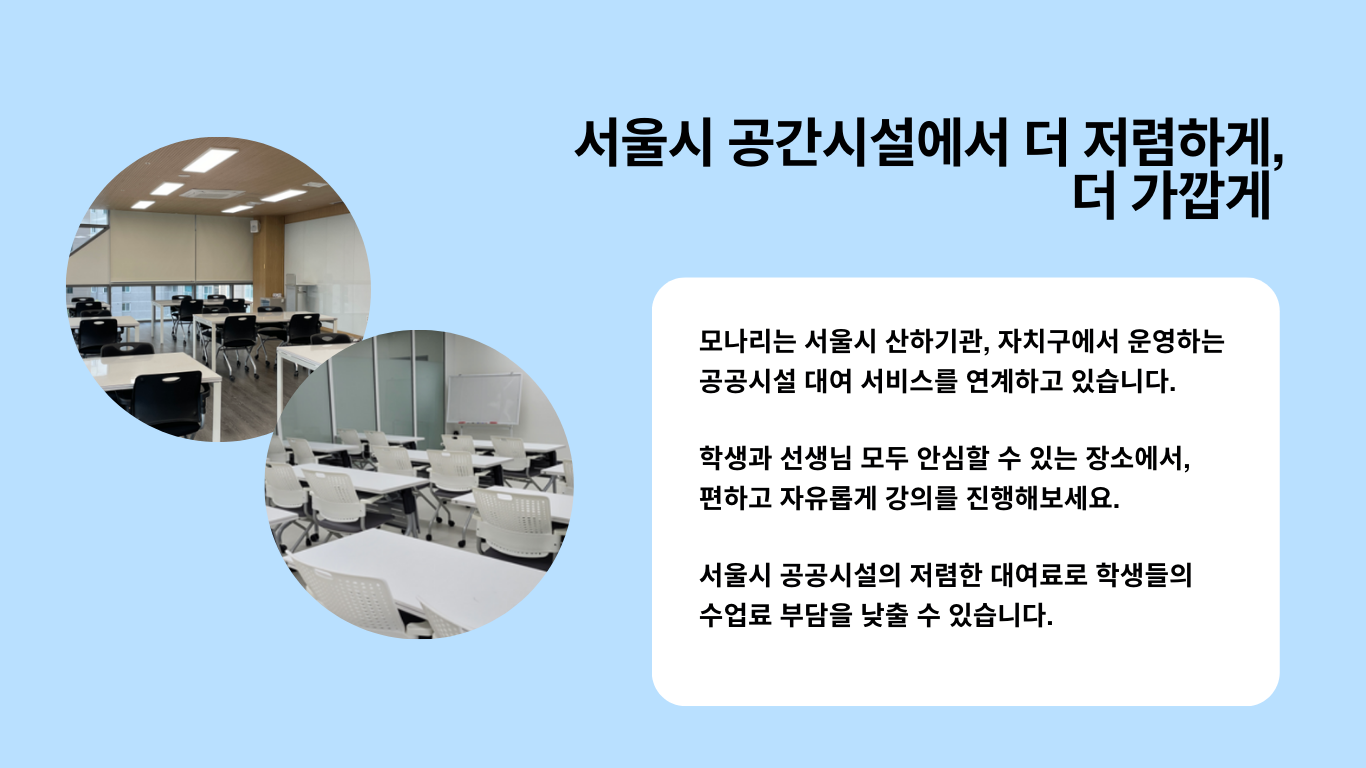 서울시 공간시설에서 더 저렴하게,
더 가깝게
모나리는 서울시 산하기관, 자치구에서 운영하는
공공시설 대여 서비스를 연계하고 있습니다.
학생과 선생님 모두 안심할 수 있는 장소에서,
편하고 자유롭게 강의를 진행해보세요.
서울시 공공시설의 저렴한 대여료로 학생들의
수업료 부담을 낮출 수 있습니다.